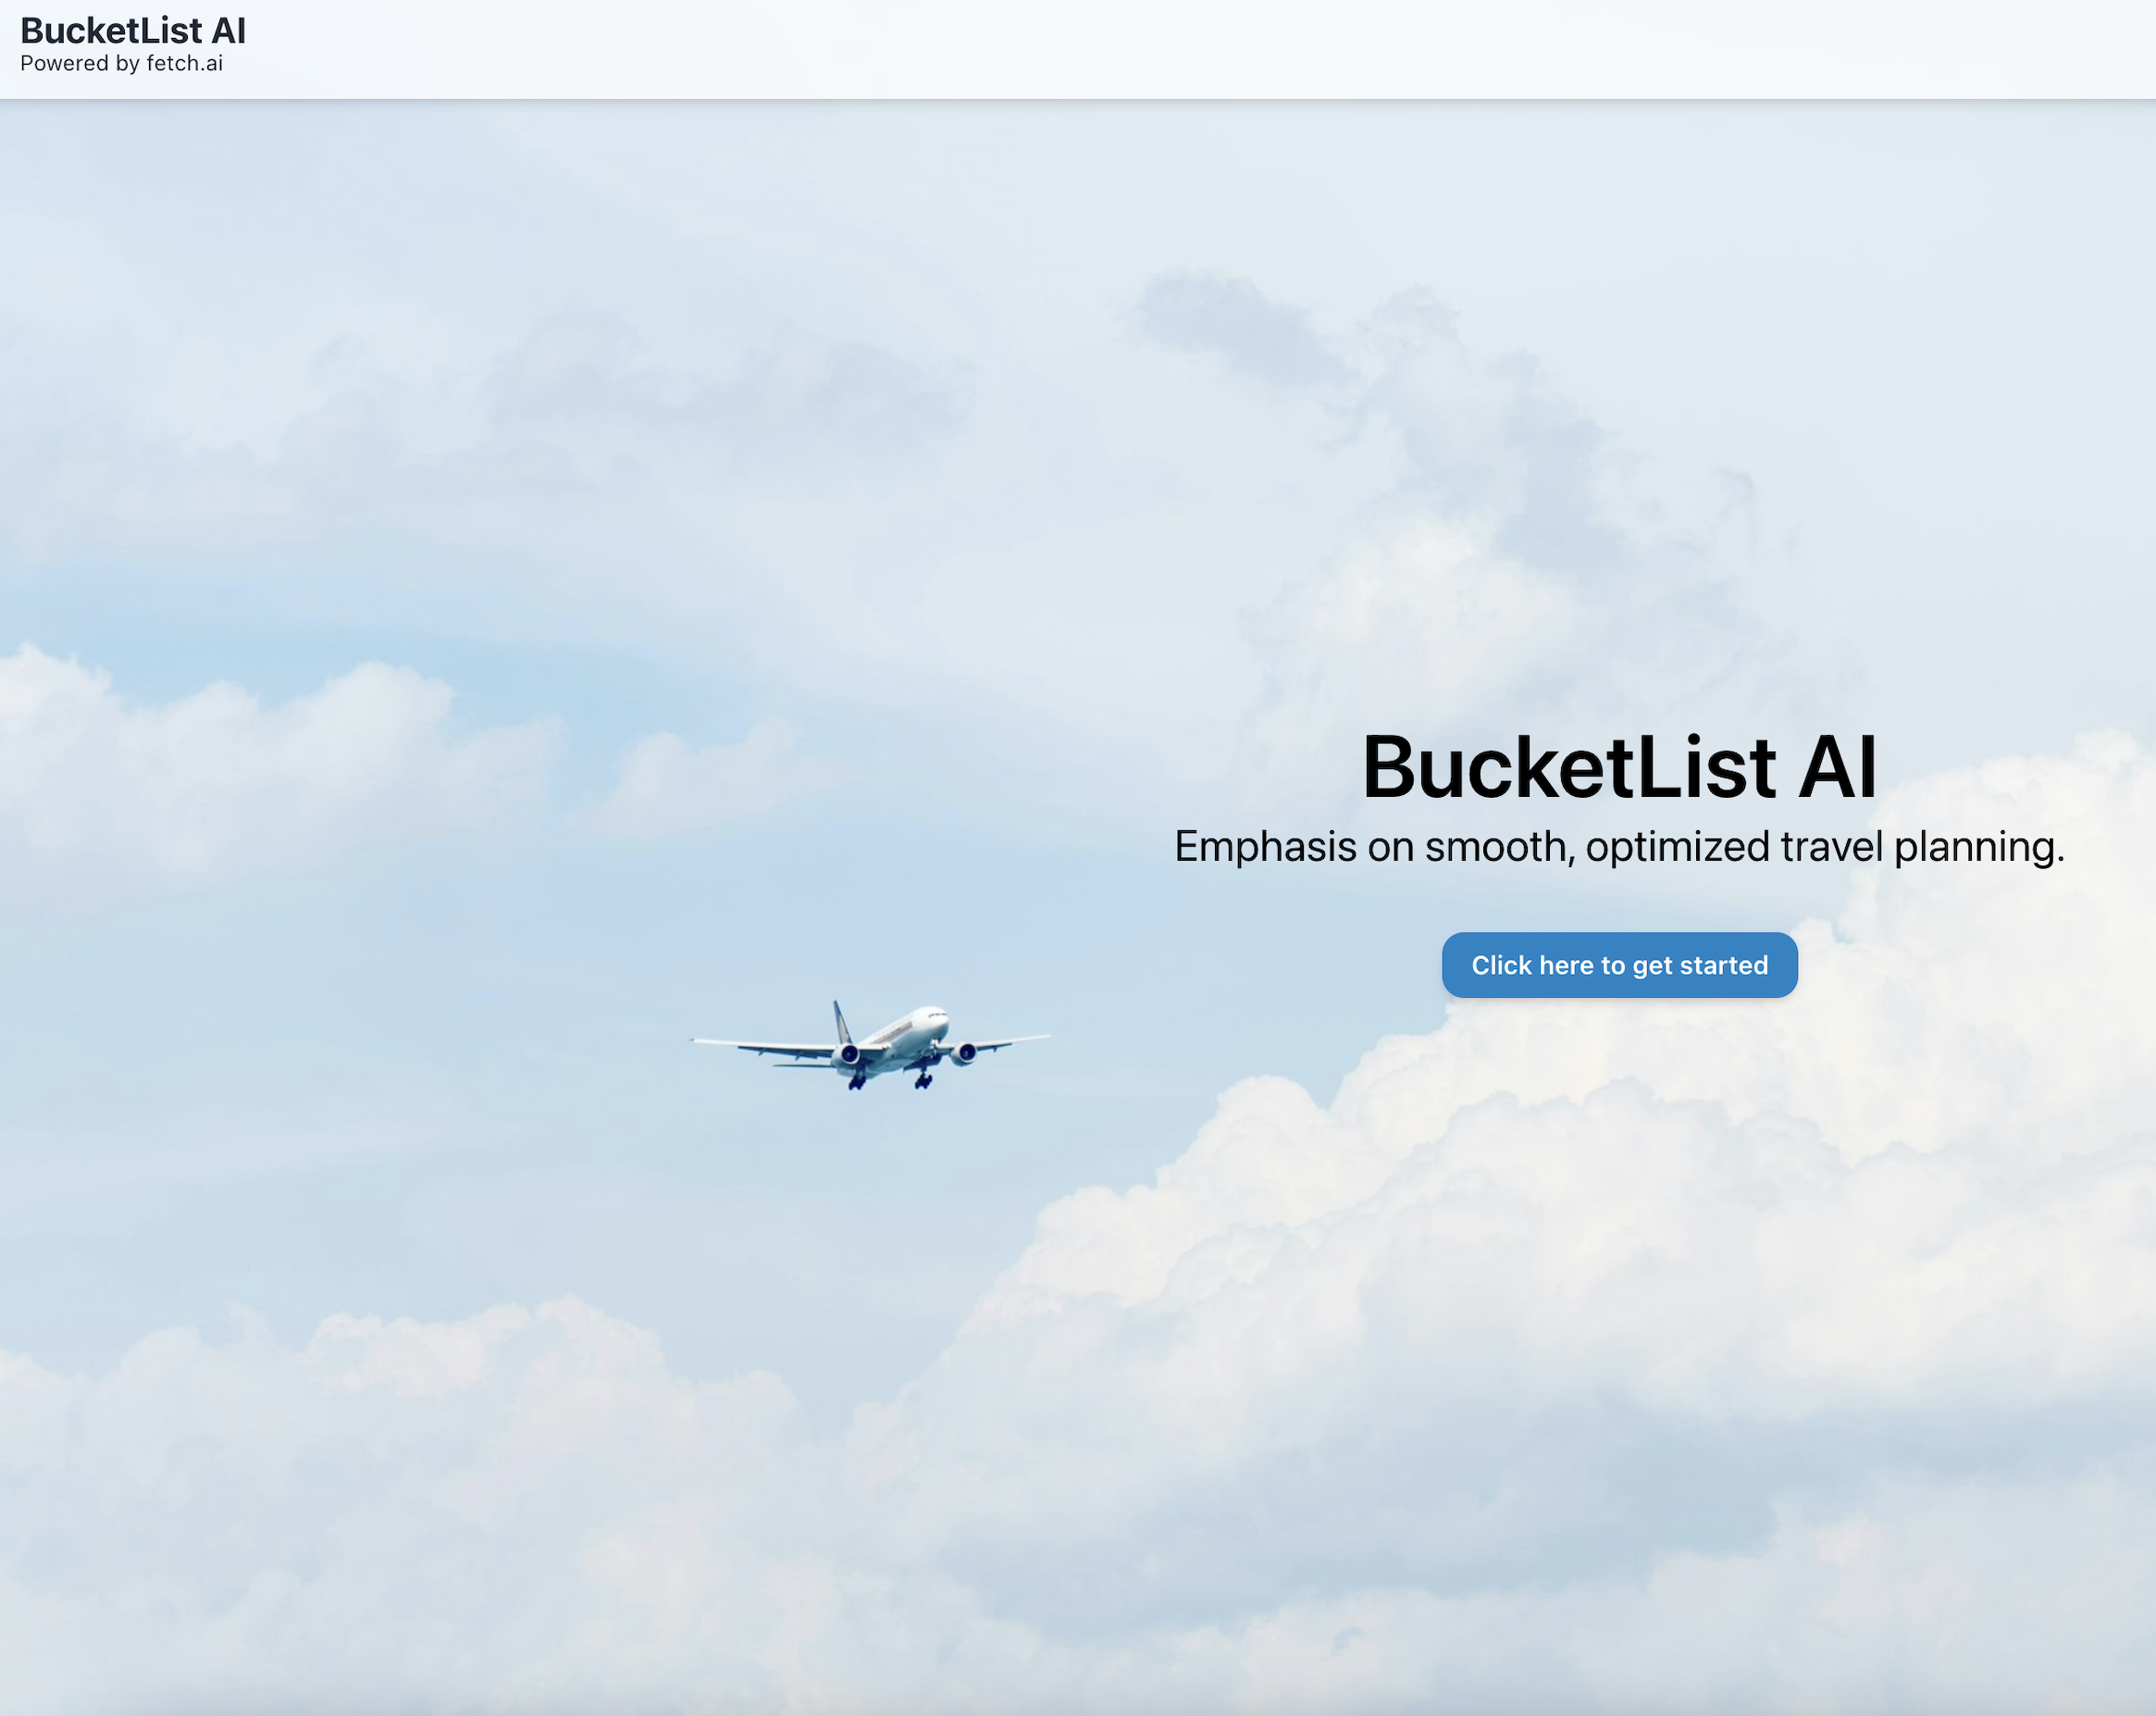 BucketList AI
Powered by fetch.ai
BucketList AI
Emphasis on smooth, optimized travel planning.
Click here to get started